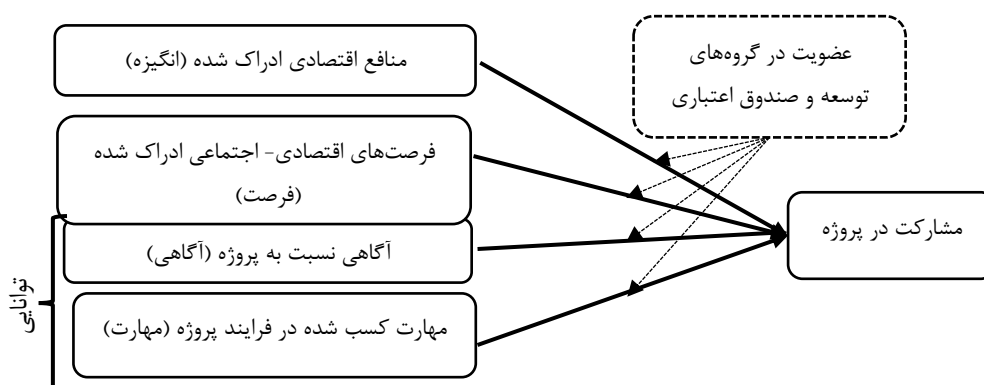 منافع اقتصادی ادراک شده (انگیزه)
عضویت در گروه‌های
توسعه و صندوق اعتباری
فرصت‌های اقتصادی- اجتماعی ادراک شده
(فرصت)
آگاهی نسبت به پروژه (آگاهی)
مهارت کسب شده در فرایند پروژه (مهارت)
توانایی
مشارکت در پروژه